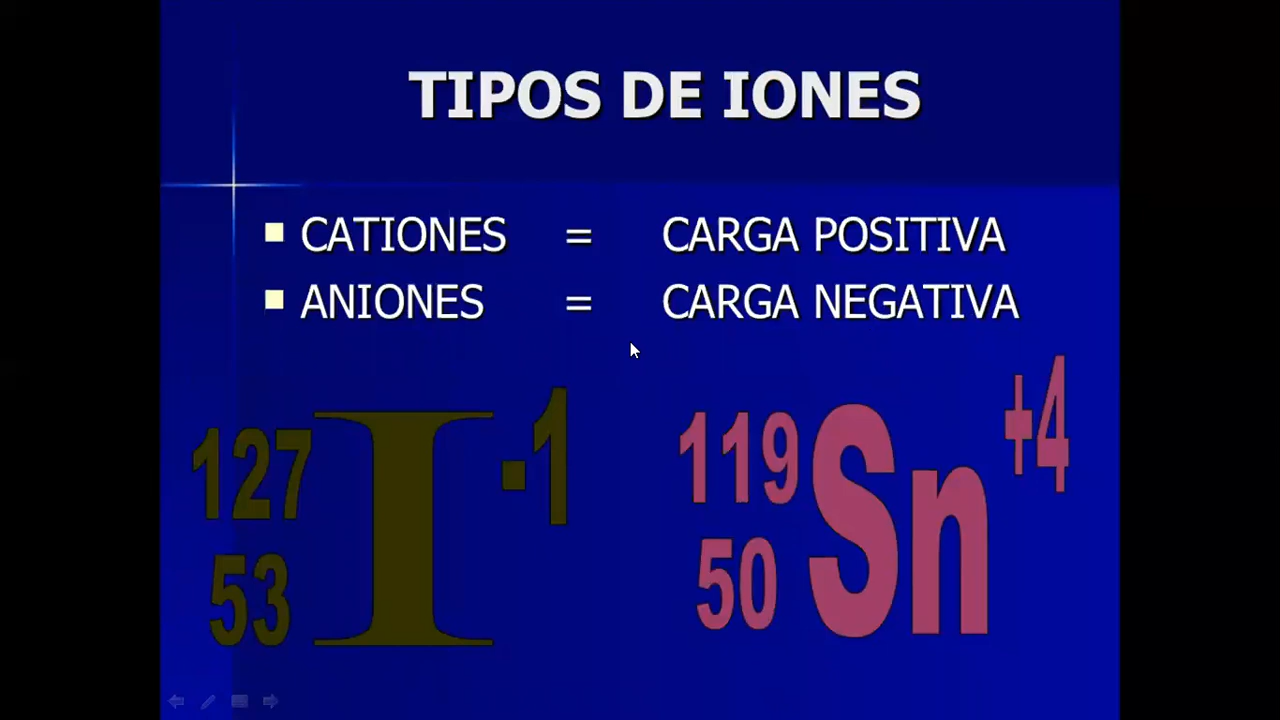 TIPOS DE IONES
CATIONES = CARGA POSITIVA
ANIONES = CARGA NEGATIVA
127 I -1
53
119 Sn +4
50